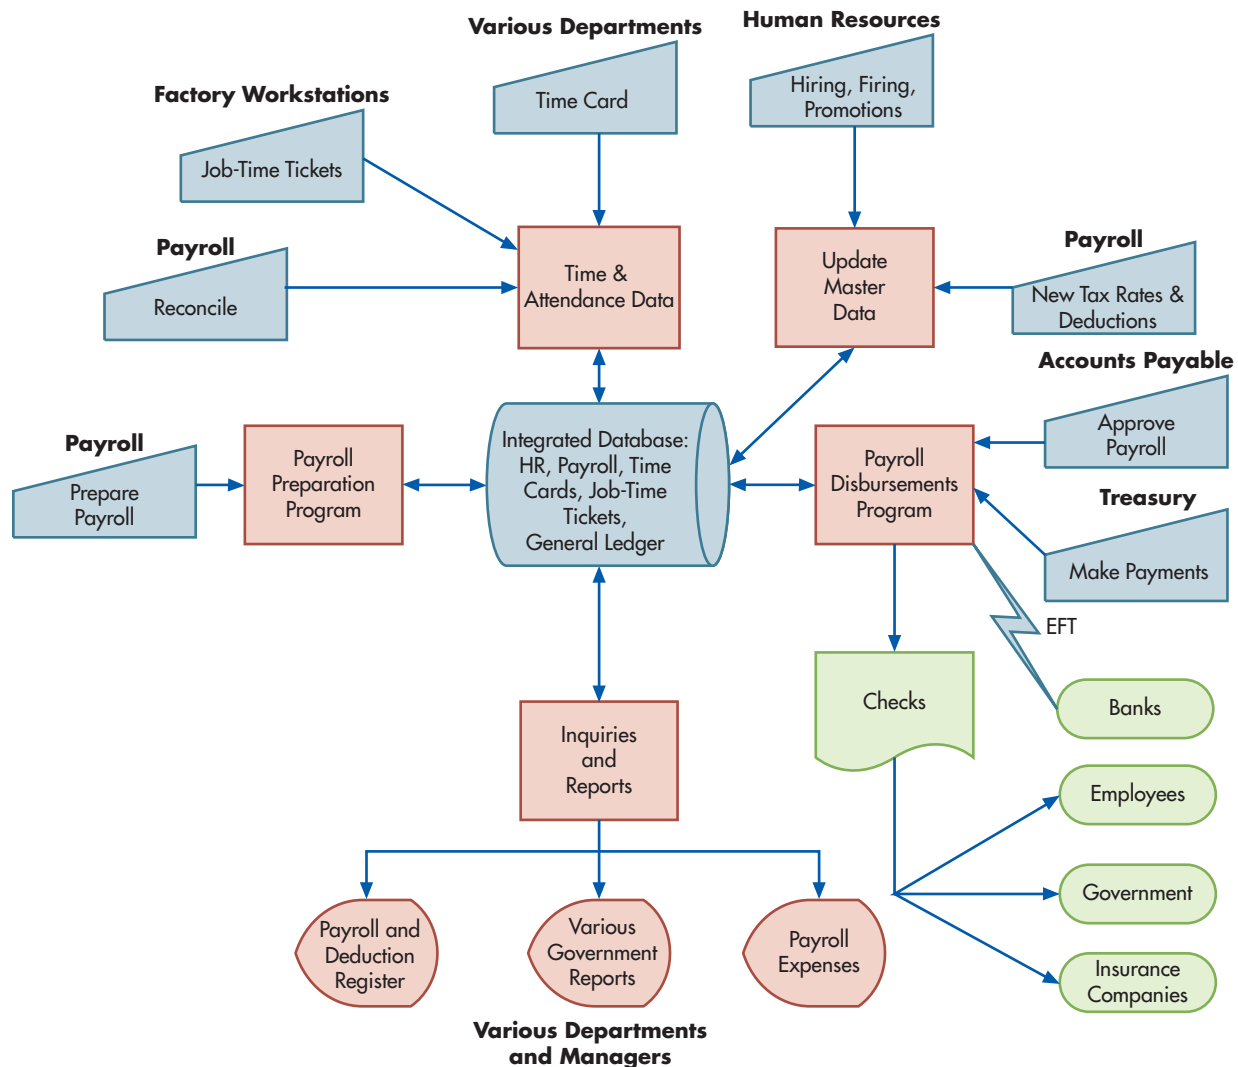 Human Resources
Various Departments
Hiring, Firing,
Promotions
Time Card
Factory Workstations
Job-Time Tickets
Payroll
Reconcile
Time &
Attendance Data
Update
Master
Data
Payroll
New Tax Rates &
Deductions
Accounts Payable
Approve
Payroll
Payroll
Prepare
Payroll
Payroll
Preparation
Program
Integrated Database:
HR, Payroll, Time
Cards, Job-Time
Tickets,
General Ledger
Payroll
Disbursements
Program
Treasury
Make Payments
EFT
Checks
Banks
Inquiries
and
Reports
Employees
Government
Insurance
Companies
Payroll and
Deduction
Register
Various
Government
Reports
Payroll
Expenses
Various Departments
and Managers